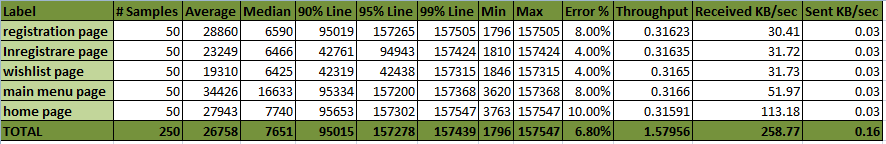 Label # Samples Average Median 90% Line 95% Line 99% Line Min Max Error % Throughput Received KB/sec Sent KB/sec
registration page 50 28860 6590 95019 157265 157505 1796 157505 8.00% 0.31623 30.41 0.03
Inregistrare page 50 23249 6466 42761 94943 157424 1810 157424 4.00% 0.31635 31.72 0.03
wishlist page 50 19310 6425 42319 42438 157315 1846 157315 4.00% 0.3165 31.73 0.03
main menu page 50 34426 16633 95334 157200 157368 3620 157368 8.00% 0.3166 51.97 0.03
home page 50 27943 7740 95653 157302 157547 3763 157547 10.00% 0.31591 113.18 0.03
TOTAL 250 26758 7651 95015 157278 157439 1796 157547 6.80% 1.57956 258.77 0.16